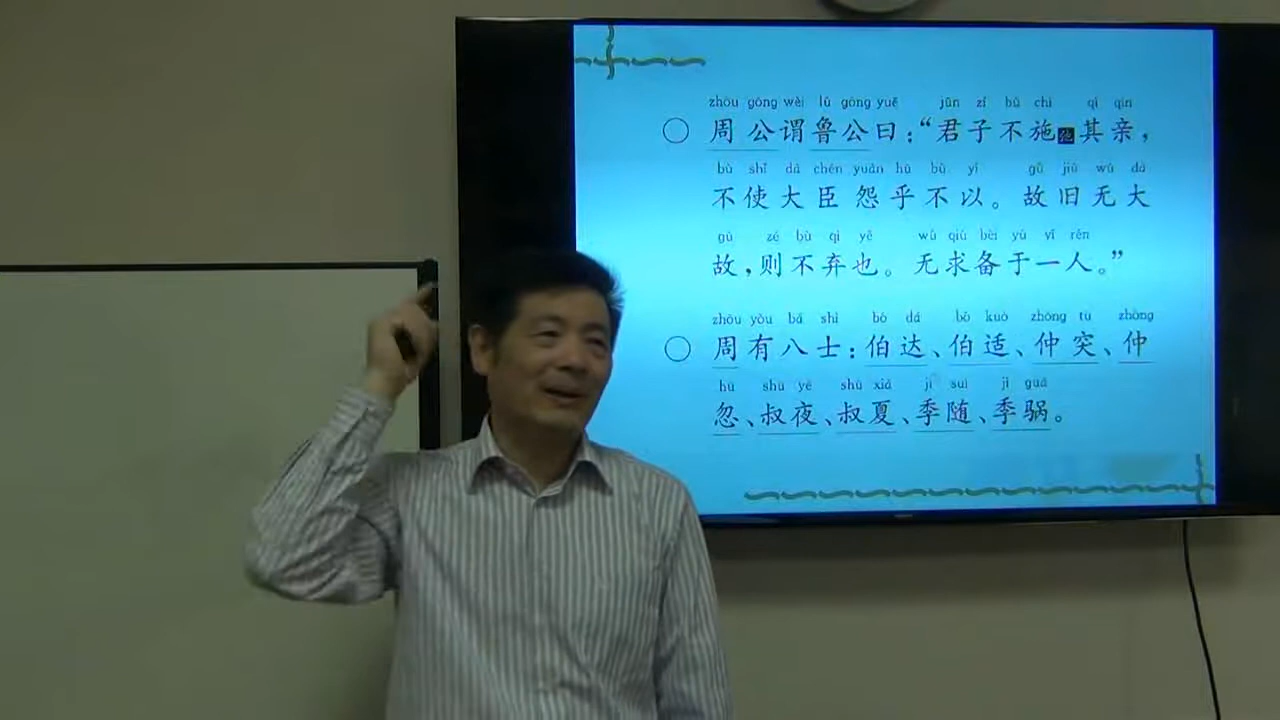 zhōu gōng wèi lǔ gōng yuē jūn zǐ bù chí qí qīn
○ 周公谓鲁公曰：“君子不施弛其亲，
bù shǐ dà chén yuàn hū bù yǐ gù jiù wú dà
不使大臣怨乎不以。故旧无大
gù zé bù qì yě wú qiú bèi yú yī rén
故，则不弃也。无求备于一人。”
zhōu yǒu bā shì bó dá bó kuò zhòng tū zhòng
○ 周有八士：伯达、伯适、仲突、仲
hū shū yè shū xià jì suí jì guā
忽、叔夜、叔夏、季随、季䯄。